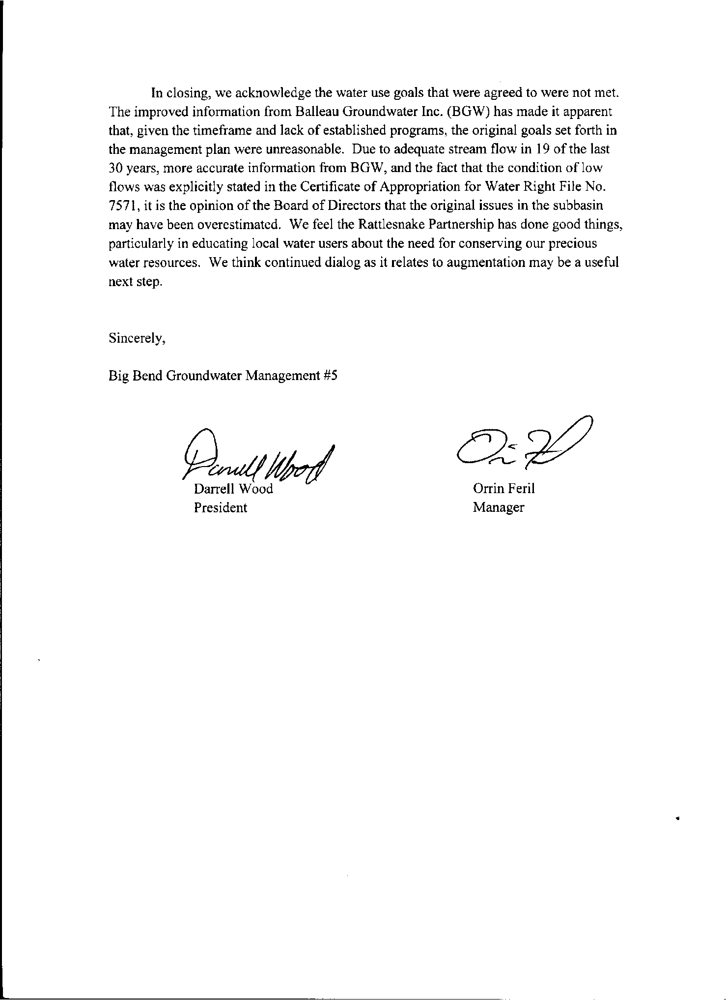 In closing, we acknowledge the water use goals that were agreed to were not met.
The improved information from Balleau Groundwater Inc. (BGW) has made it apparent
that, given the timeframe and lack of established programs, the original goals set forth in
the management plan were unreasonable. Due to adequate stream flow in 19 of the last
30 years, more accurate information from BGW, and the fact that the condition of low
flows was explicitly stated in the Certificate of Appropriation for Water Right File No.
7571, it is the opinion of the Board of Directors that the original issues in the subbasin
may have been overestimated. We feel the Rattlesnake Partnership has done good things,
particularly in educating local water users about the need for conserving our precious
water resources. We think continued dialog as it relates to augmentation may be a useful
next step.
Sincerely,
Big Bend Groundwater Management #5
Darrell Wood
Darrell Wood
President
Orrin Feril
Manager